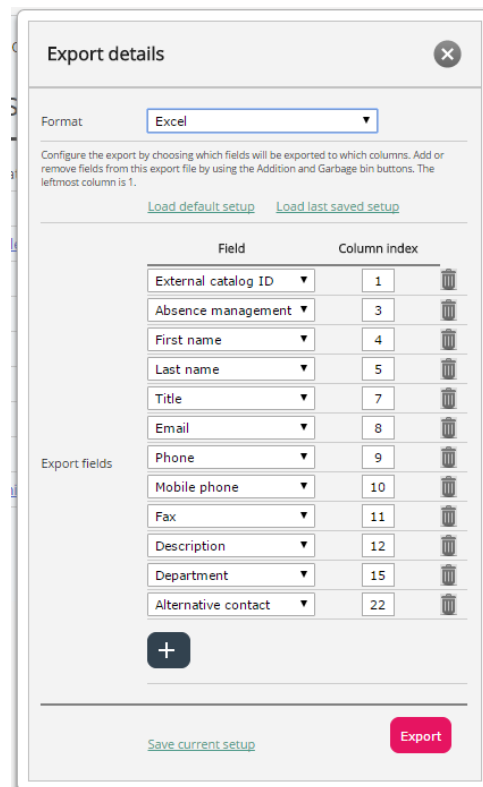 Export details
Format
Excel
Configure the export by choosing which fields will be exported to which columns. Add or
remove fields from this export file by using the Addition and Garbage bin buttons. The
leftmost column is 1.
Load default setup Load last saved setup
Field Column index
External catalog ID 1
Absence management 3
First name 4
Last name 5
Title 7
Email 8
Export fields
Phone 9
Mobile phone 10
Fax 11
Description 12
Department 15
Alternative contact 22
+
Save current setup
Export